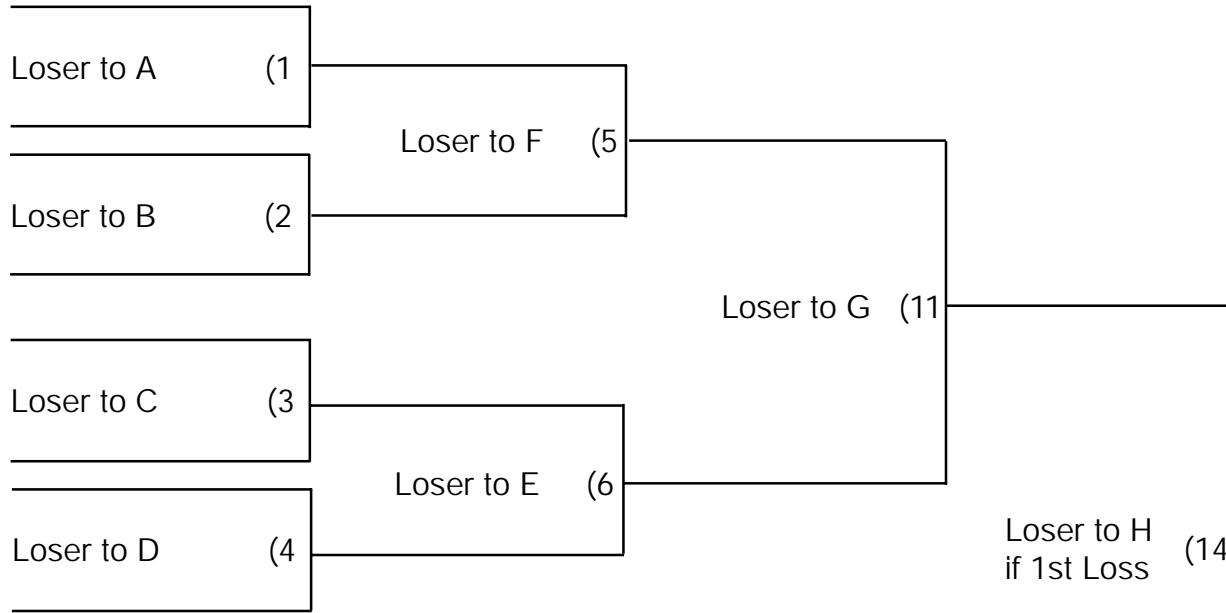 Loser to A (1
Loser to F (5
Loser to B (2
Loser to G (11
Loser to C (3
Loser to E (6
Loser to D (4
Loser to H
if 1st Loss (14